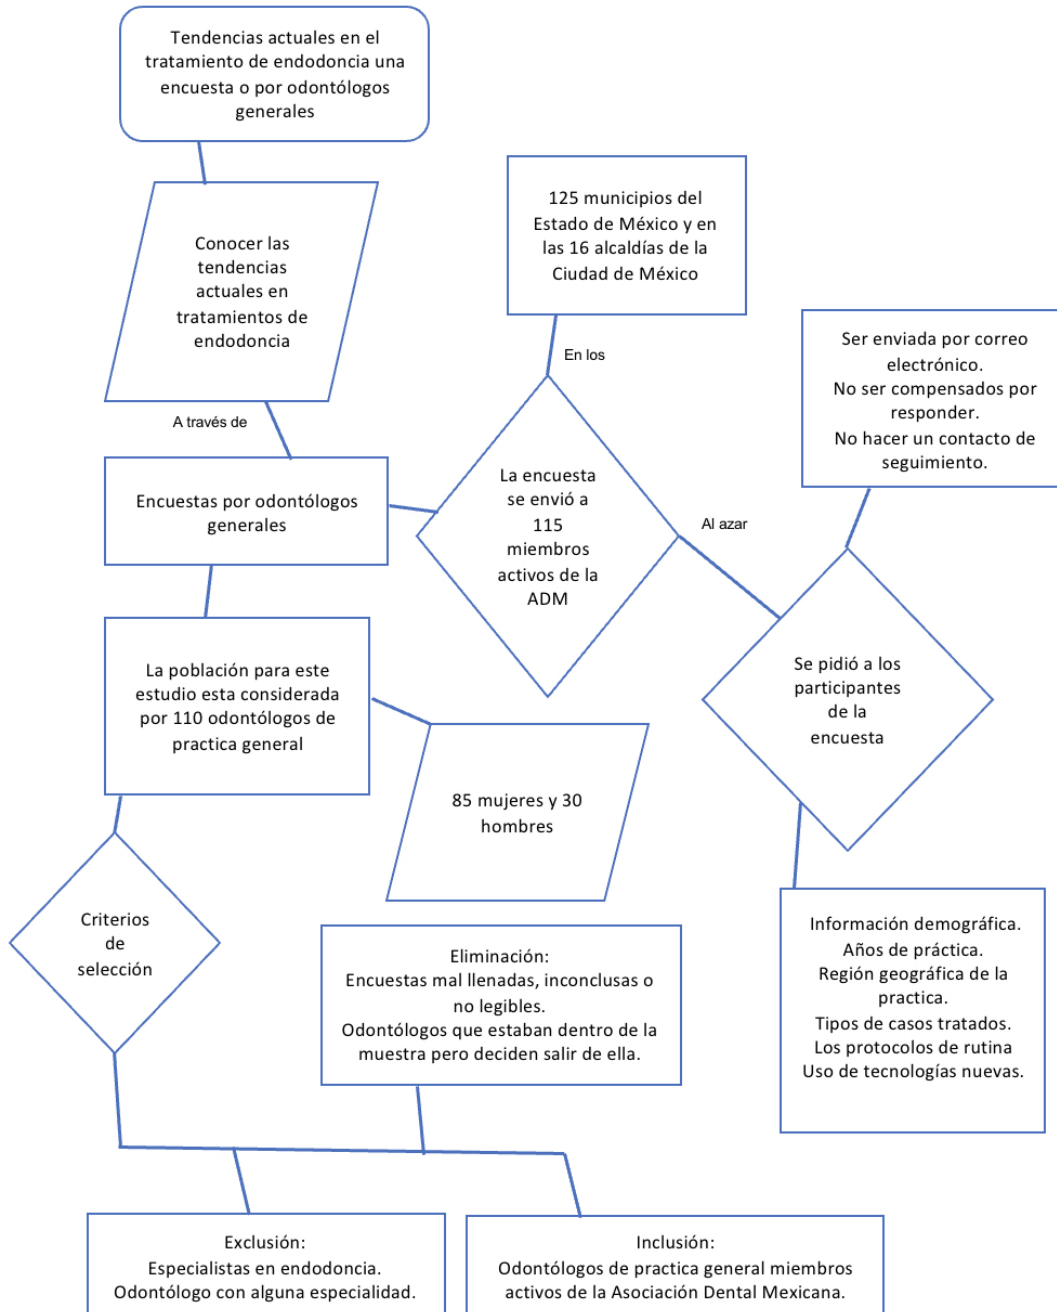 Tendencias actuales en el
tratamiento de endodoncia una
encuesta o por odontólogos
generales
Conocer las
tendencias
actuales en
tratamientos de
endodoncia
A través de
Encuestas por odontólogos
generales
125 municipios del
Estado de México y en
las 16 alcaldías de la
Ciudad de México
En los
La encuesta
se envió a
115
miembros
activos de la
ADM
Al azar
Ser enviada por correo
electrónico.
No ser compensados por
responder.
No hacer un contacto de
seguimiento.
Se pidió a los
participantes
de la
encuesta
Información demográfica.
Años de práctica.
Región geográfica de la
practica.
Tipos de casos tratados.
Los protocolos de rutina
Uso de tecnologías nuevas.
La población para este
estudio esta considerada
por 110 odontólogos de
practica general
85 mujeres y 30
hombres
Criterios
de
selección
Eliminación:
Encuestas mal llenadas, inconclusas o
no legibles.
Odontólogos que estaban dentro de la
muestra pero deciden salir de ella.
Exclusión:
Especialistas en endodoncia.
Odontólogo con alguna especialidad.
Inclusión:
Odontólogos de practica general miembros
activos de la Asociación Dental Mexicana.